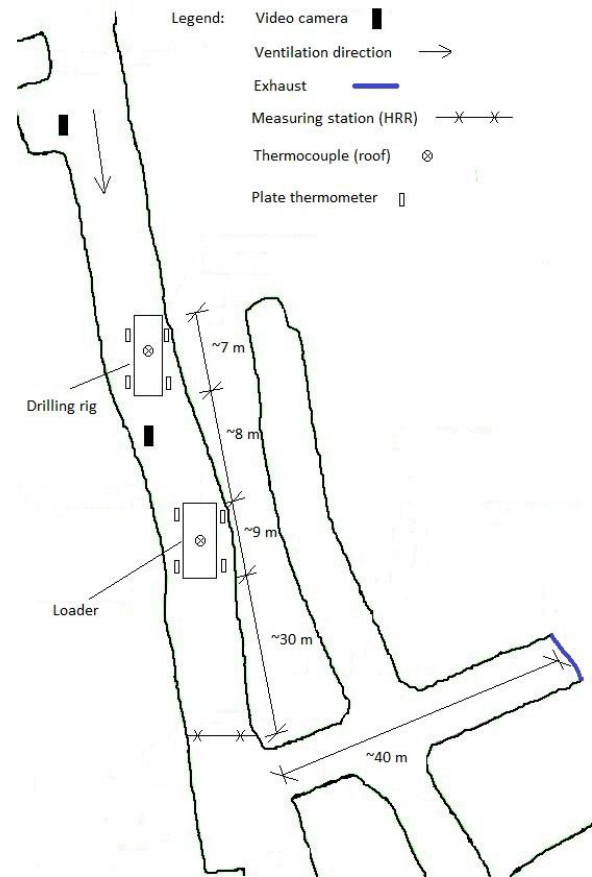 Legend:
Video camera
Ventilation direction
Exhaust
Measuring station (HRR)
Thermocouple (roof)
Plate thermometer
~7 m
Drilling rig
~8 m
~9 m
Loader
~30 m
~40 m